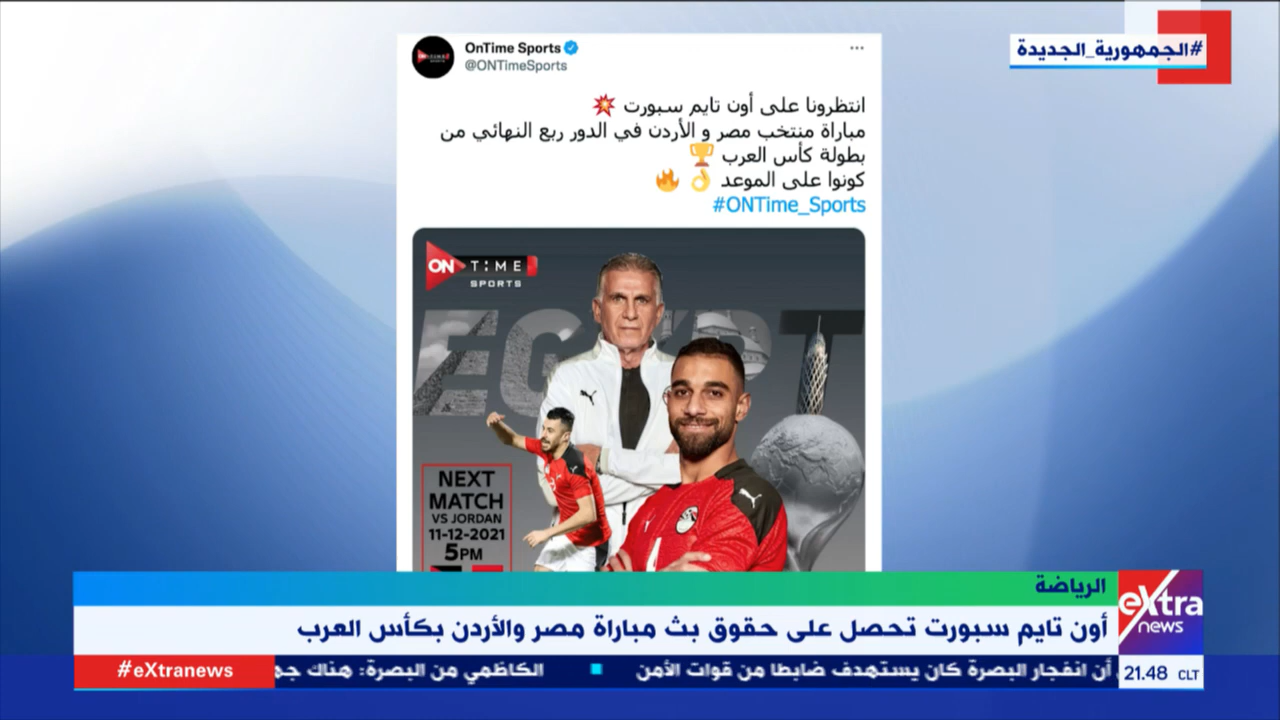 #الجمهورية_الجديدة
OnTime Sports
@ONTimeSports
انتظرونا على أون تايم سبورت 💥
مباراة منتخب مصر و الأردن في الدور ربع النهائي من
بطولة كأس العرب 🏆
كونوا على الموعد 👌 🔥
#ONTime_Sports
ON TIME
SPORTS
EGYPT
NEXT
MATCH
VS JORDAN
11-12-2021
5PM
الرياضة
أون تايم سبورت تحصل على حقوق بث مباراة مصر والأردن بكأس العرب
eXtra
news
#eXtranews
أن انفجار البصرة كان يستهدف ضابطا من قوات الأمن ■ الكاظمي من البصرة: هناك
21.48 CLT